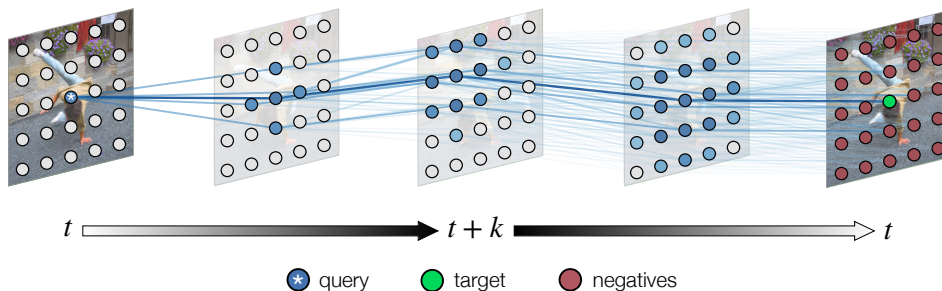 t t + k t
* query target negatives